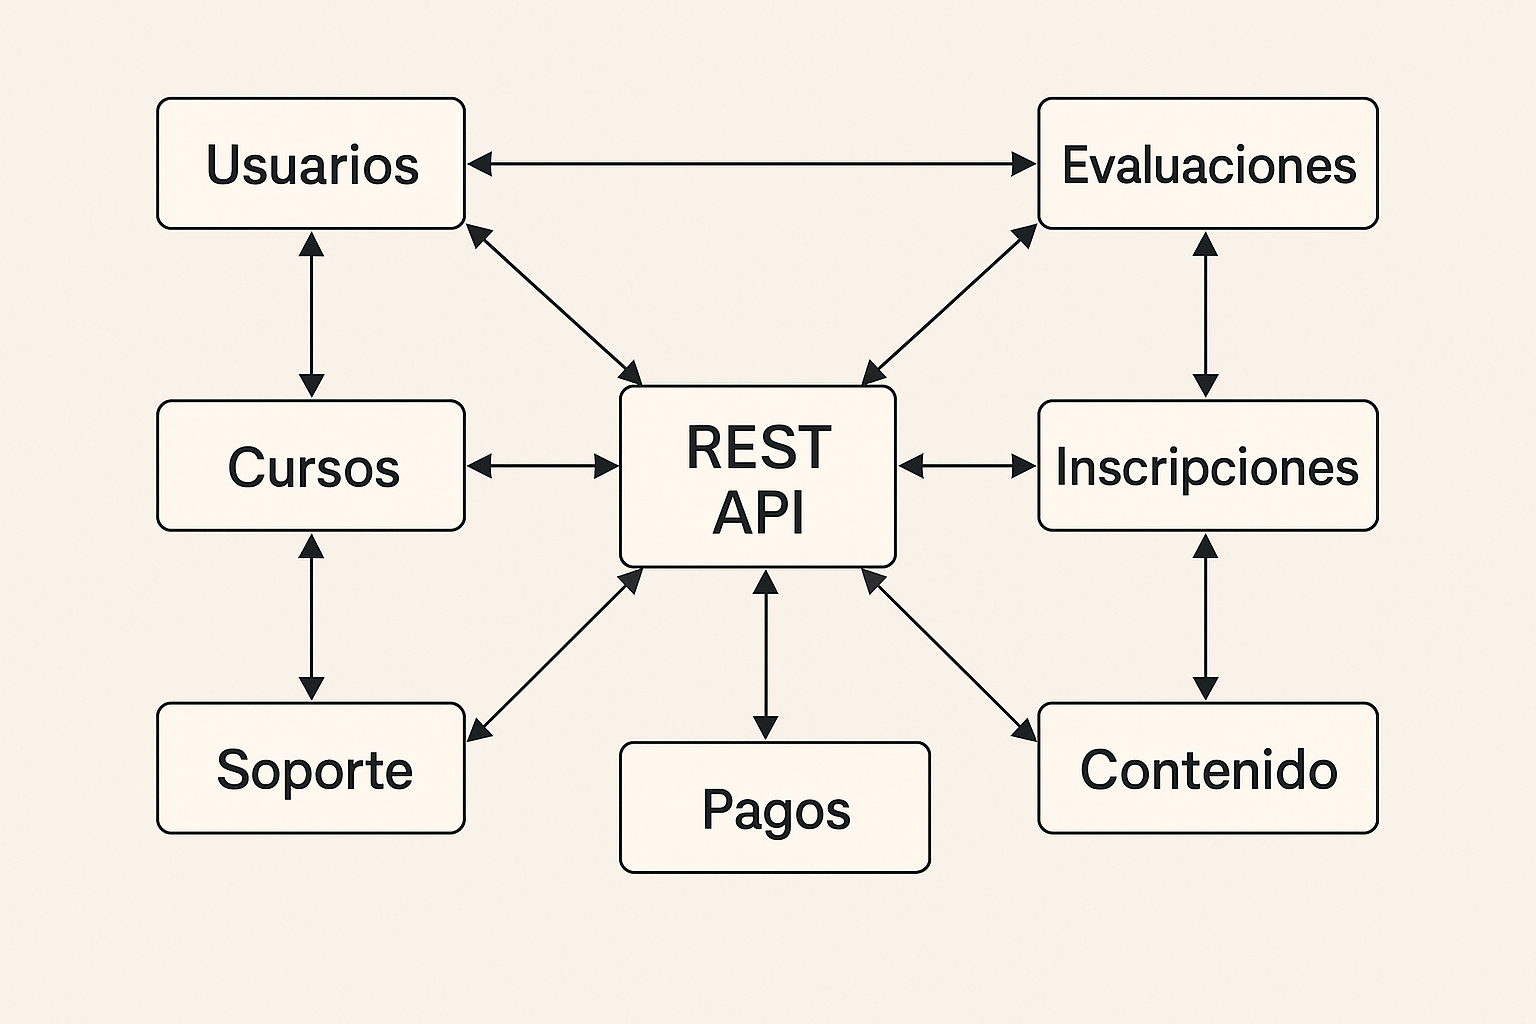 Usuarios
Evaluaciones
Cursos
REST
API
Inscripciones
Soporte
Pagos
Contenido